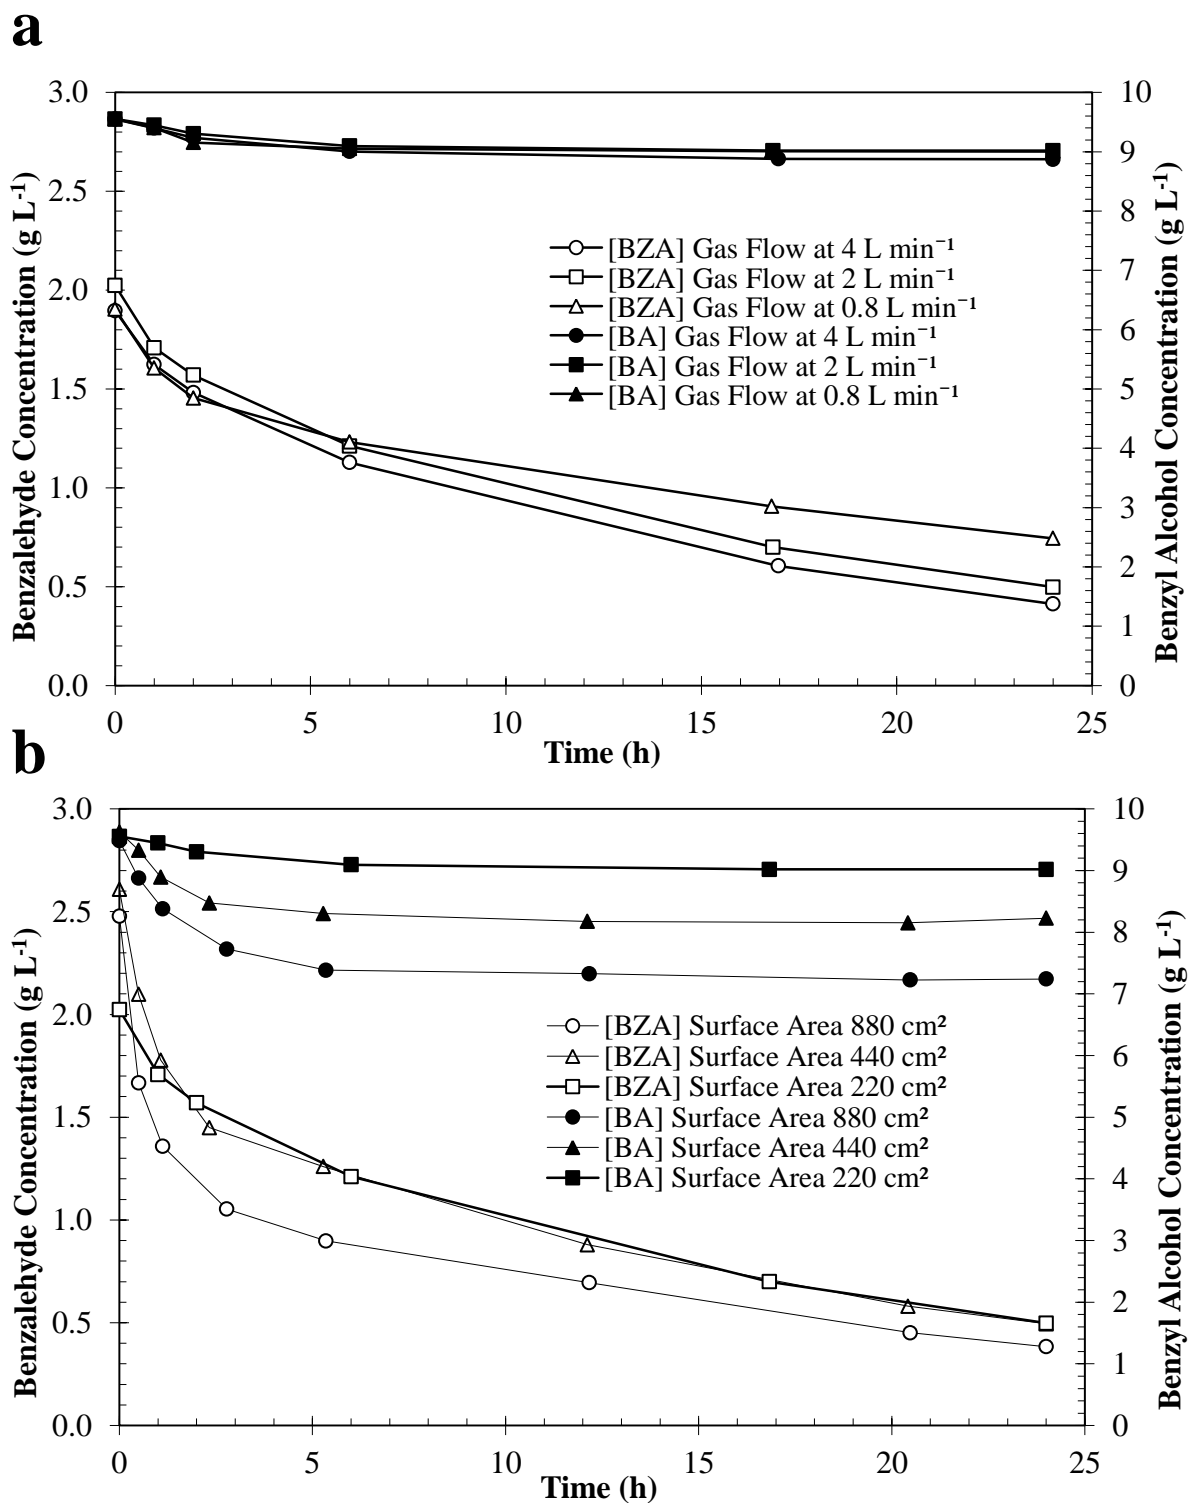 a
3.0
2.5
2.0
1.5
1.0
0.5
0.0
Benzalehyde Concentration (g L⁻¹)
10
9
8
7
6
5
4
3
2
1
0
Benzyl Alcohol Concentration (g L⁻¹)
[BZA] Gas Flow at 4 L min⁻¹
[BZA] Gas Flow at 2 L min⁻¹
[BZA] Gas Flow at 0.8 L min⁻¹
[BA] Gas Flow at 4 L min⁻¹
[BA] Gas Flow at 2 L min⁻¹
[BA] Gas Flow at 0.8 L min⁻¹
0 5 10 15 20 25
Time (h)
b
3.0
2.5
2.0
1.5
1.0
0.5
0.0
Benzalehyde Concentration (g L⁻¹)
10
9
8
7
6
5
4
3
2
1
0
Benzyl Alcohol Concentration (g L⁻¹)
[BZA] Surface Area 880 cm²
[BZA] Surface Area 440 cm²
[BZA] Surface Area 220 cm²
[BA] Surface Area 880 cm²
[BA] Surface Area 440 cm²
[BA] Surface Area 220 cm²
0 5 10 15 20 25
Time (h)